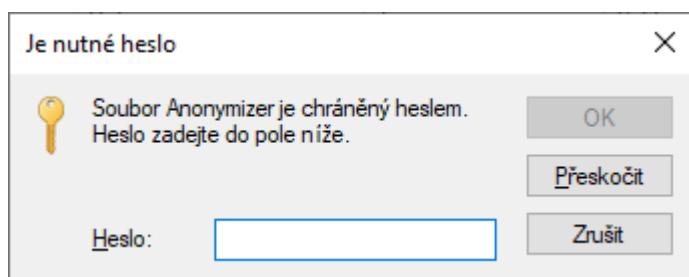 Je nutné heslo
Soubor Anonymizer je chráněný heslem.
Heslo zadejte do pole níže.
OK
Přeskočit
Heslo:
Zrušit